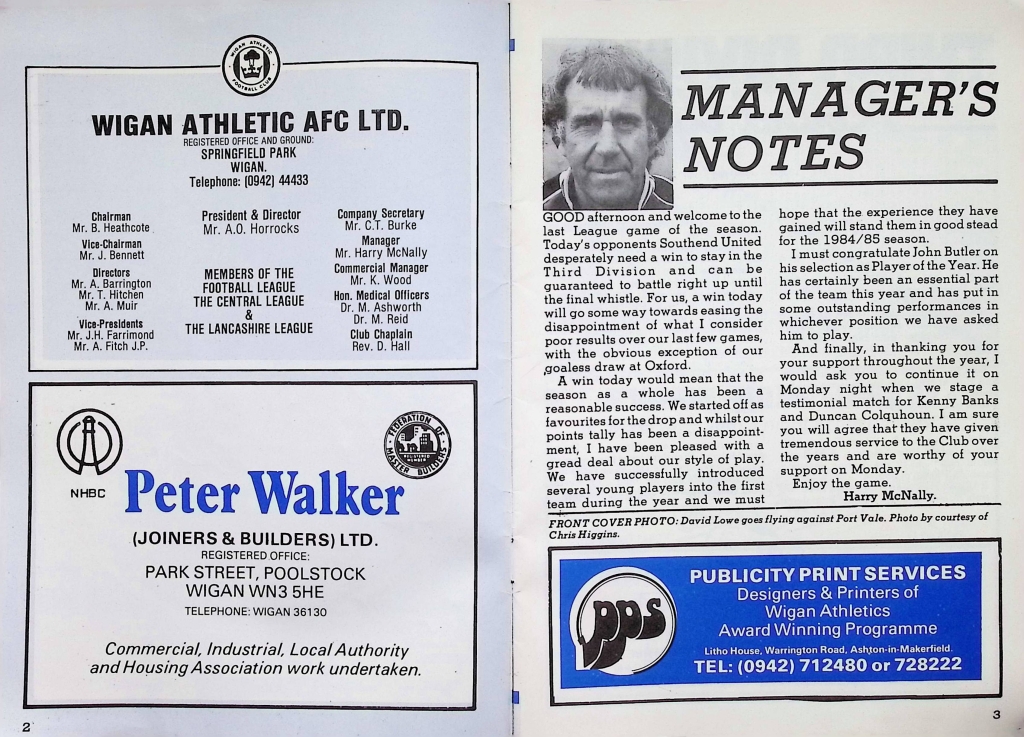 WIGAN ATHLETIC
FOOTBALL CLUB
WIGAN ATHLETIC AFC LTD.
REGISTERED OFFICE AND GROUND:
SPRINGFIELD PARK
WIGAN.
Telephone: (0942) 44433
Chairman
Mr. B. Heathcote
Vice-Chairman
Mr. J. Bennett
Directors
Mr. A. Barrington
Mr. T. Hitchen
Mr. A. Muir
Vice-Presidents
Mr. J.H. Farrimond
Mr. A. Fitch J.P.
President & Director
Mr. A.O. Horrocks
MEMBERS OF THE
FOOTBALL LEAGUE
THE CENTRAL LEAGUE
&
THE LANCASHIRE LEAGUE
Company Secretary
Mr. C.T. Burke
Manager
Mr. Harry McNally
Commercial Manager
Mr. K. Wood
Hon. Medical Officers
Dr. M. Ashworth
Dr. M. Reid
Club Chaplain
Rev. D. Hall
NHBC
FEDERATION OF
MASTER BUILDERS
REGISTERED
MEMBER
Peter Walker
(JOINERS & BUILDERS) LTD.
REGISTERED OFFICE:
PARK STREET, POOLSTOCK
WIGAN WN3 5HE
TELEPHONE: WIGAN 36130
Commercial, Industrial, Local Authority
and Housing Association work undertaken.
2
MANAGER'S
NOTES
GOOD afternoon and welcome to the
last League game of the season.
Today's opponents Southend United
desperately need a win to stay in the
Third Division and can be
guaranteed to battle right up until
the final whistle. For us, a win today
will go some way towards easing the
disappointment of what I consider
poor results over our last few games,
with the obvious exception of our
goaless draw at Oxford.
A win today would mean that the
season as a whole has been a
reasonable success. We started off as
favourites for the drop and whilst our
points tally has been a disappoint-
ment, I have been pleased with a
gread deal about our style of play.
We have successfully introduced
several young players into the first
team during the year and we must
hope that the experience they have
gained will stand them in good stead
for the 1984/85 season.
I must congratulate John Butler on
his selection as Player of the Year. He
has certainly been an essential part
of the team this year and has put in
some outstanding performances in
whichever position we have asked
him to play.
And finally, in thanking you for
your support throughout the year, I
would ask you to continue it on
Monday night when we stage a
testimonial match for Kenny Banks
and Duncan Colquhoun. I am sure
you will agree that they have given
tremendous service to the Club over
the years and are worthy of your
support on Monday.
Enjoy the game.
Harry McNally.
FRONT COVER PHOTO: David Lowe goes flying against Port Vale. Photo by courtesy of
Chris Higgins.
pps
PUBLICITY PRINT SERVICES
Designers & Printers of
Wigan Athletics
Award Winning Programme
Litho House, Warrington Road, Ashton-in-Makerfield.
TEL: (0942) 712480 or 728222
3